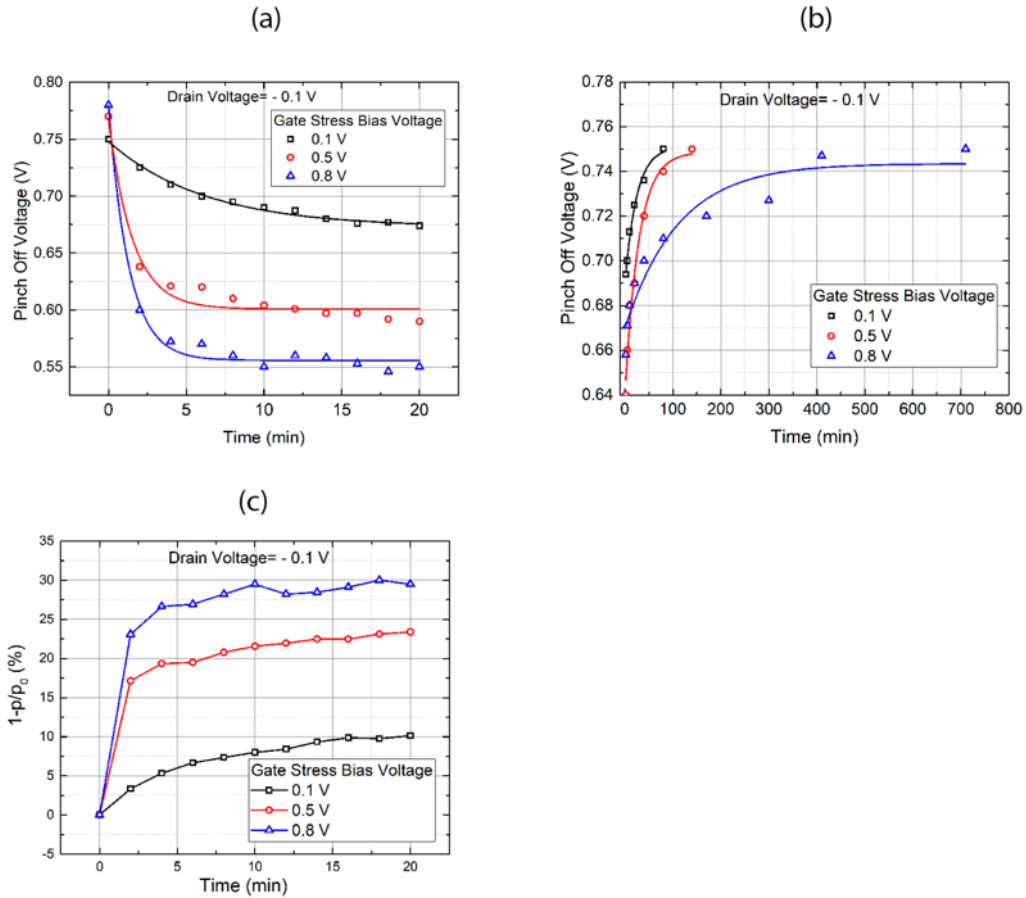 (a)
Drain Voltage= - 0.1 V
Gate Stress Bias Voltage
0.1 V
0.5 V
0.8 V
Pinch Off Voltage (V)
0.80
0.75
0.70
0.65
0.60
0.55
0 5 10 15 20
Time (min)
(b)
Drain Voltage= - 0.1 V
Gate Stress Bias Voltage
0.1 V
0.5 V
0.8 V
Pinch Off Voltage (V)
0.78
0.76
0.74
0.72
0.70
0.68
0.66
0.64
0 100 200 300 400 500 600 700 800
Time (min)
(c)
Drain Voltage= - 0.1 V
Gate Stress Bias Voltage
0.1 V
0.5 V
0.8 V
1-p/p₀ (%)
35
30
25
20
15
10
5
0
-5
0 5 10 15 20
Time (min)